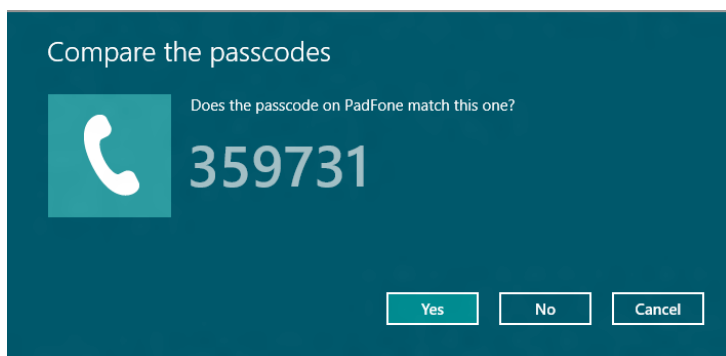 Compare the passcodes
Does the passcode on PadFone match this one?
359731
Yes No Cancel